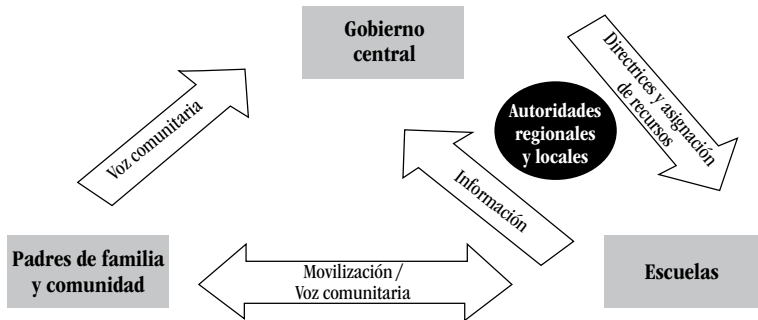 Gobierno
central
Directrices y asignación
de recursos
Autoridades
regionales
y locales
Voz comunitaria
Información
Padres de familia
y comunidad
Movilización /
Voz comunitaria
Escuelas